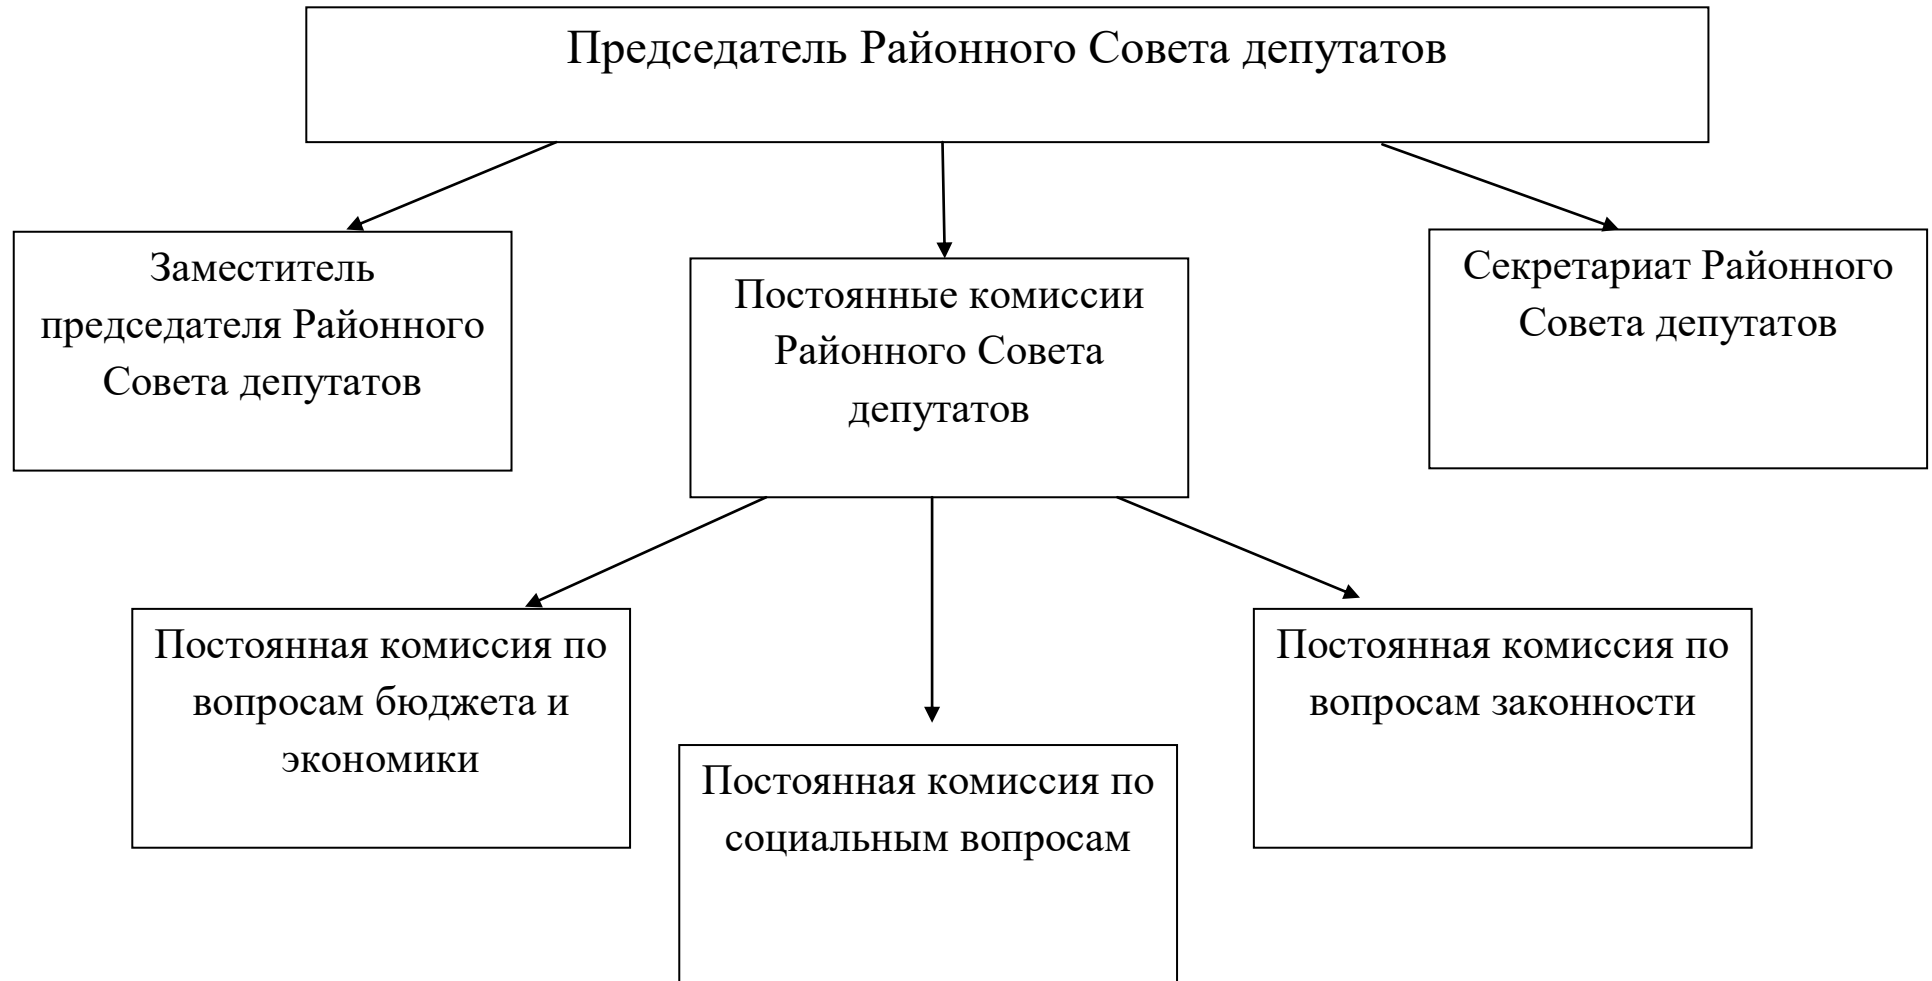 Председатель Районного Совета депутатов
Заместитель
председателя Районного
Совета депутатов
Постоянные комиссии
Районного Совета
депутатов
Секретариат Районного
Совета депутатов
Постоянная комиссия по
вопросам бюджета и
экономики
Постоянная комиссия по
социальным вопросам
Постоянная комиссия по
вопросам законности